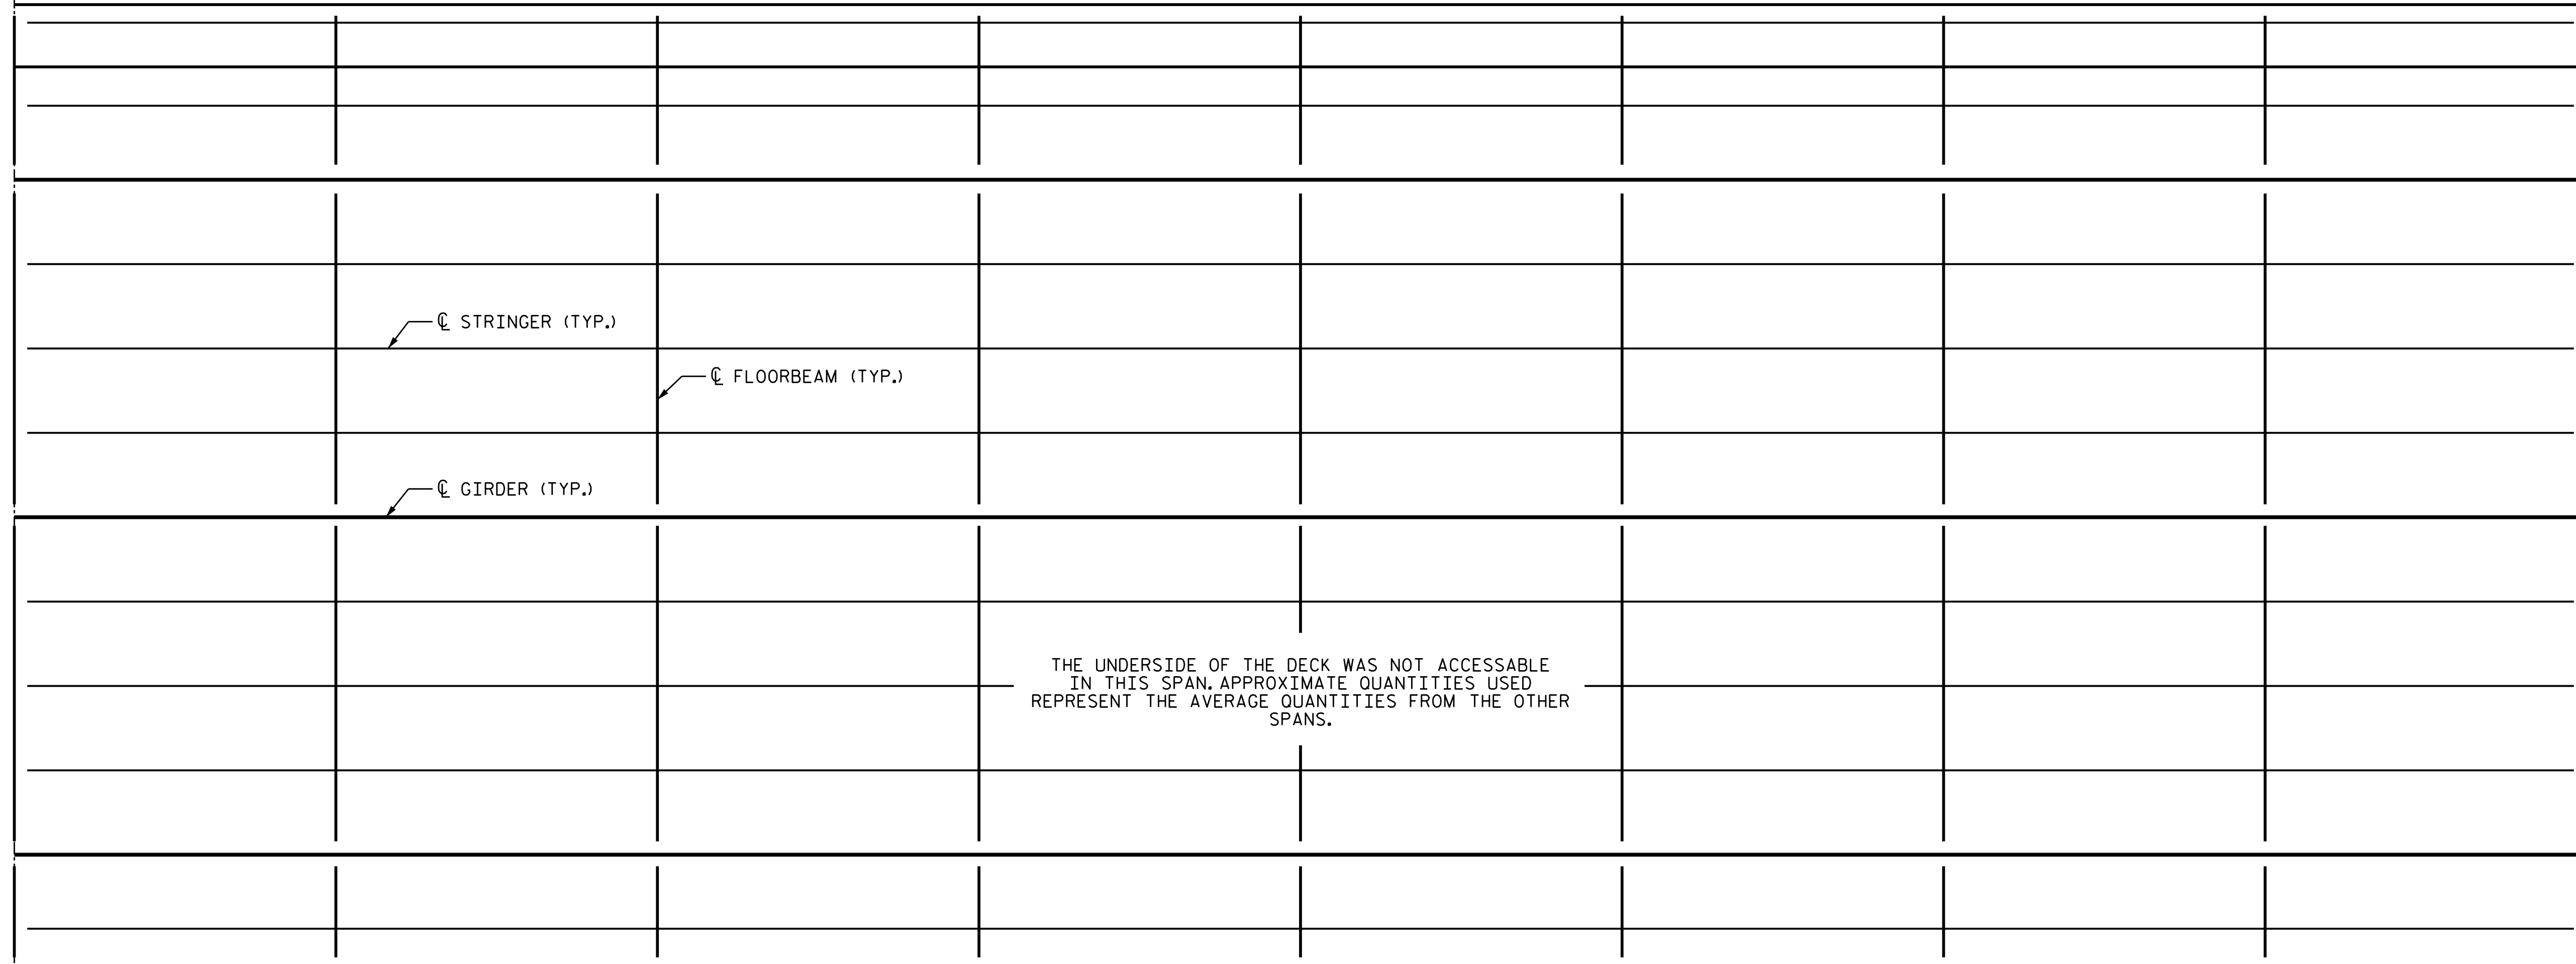 ℄ STRINGER (TYP.)
℄ FLOORBEAM (TYP.)
℄ GIRDER (TYP.)
THE UNDERSIDE OF THE DECK WAS NOT ACCESSABLE
IN THIS SPAN. APPROXIMATE QUANTITIES USED
REPRESENT THE AVERAGE QUANTITIES FROM THE OTHER
SPANS.